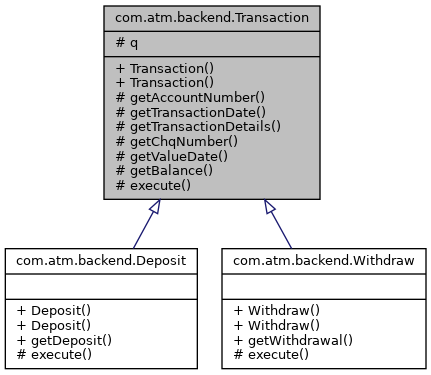 com.atm.backend.Transaction
# q
+ Transaction()
+ Transaction()
# getAccountNumber()
# getTransactionDate()
# getTransactionDetails()
# getChqNumber()
# getValueDate()
# getBalance()
# execute()
com.atm.backend.Deposit
+ Deposit()
+ Deposit()
+ getDeposit()
# execute()
com.atm.backend.Withdraw
+ Withdraw()
+ Withdraw()
+ getWithdrawal()
# execute()